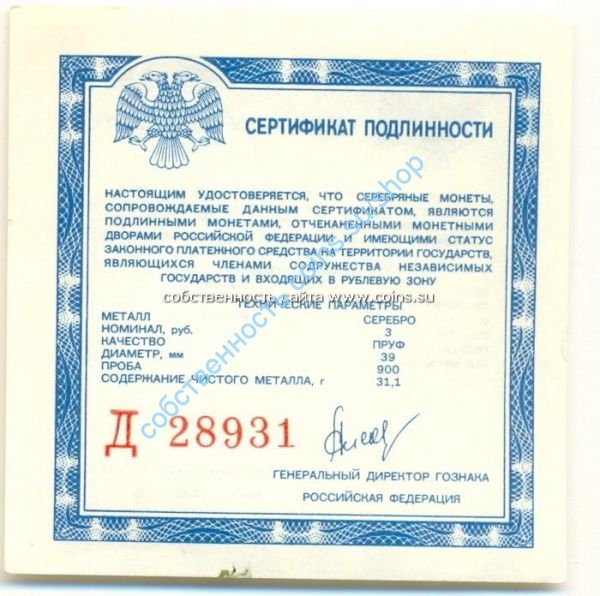 СЕРТИФИКАТ ПОДЛИННОСТИ
НАСТОЯЩИМ УДОСТОВЕРЯЕТСЯ, ЧТО СЕРЕБРЯНЫЕ МОНЕТЫ,
СОПРОВОЖДАЕМЫЕ ДАННЫМ СЕРТИФИКАТОМ, ЯВЛЯЮТСЯ
ПОДЛИННЫМИ МОНЕТАМИ, ОТЧЕКАНЕННЫМИ МОНЕТНЫМИ
ДВОРАМИ РОССИЙСКОЙ ФЕДЕРАЦИИ И ИМЕЮЩИМИ СТАТУС
ЗАКОННОГО ПЛАТЕЖНОГО СРЕДСТВА НА ТЕРРИТОРИИ ГОСУДАРСТВ,
ЯВЛЯЮЩИХСЯ ЧЛЕНАМИ СОДРУЖЕСТВА НЕЗАВИСИМЫХ
ГОСУДАРСТВ И ВХОДЯЩИХ В РУБЛЕВУЮ ЗОНУ
собственность сайта www.coins.su
ТЕХНИЧЕСКИЕ ПАРАМЕТРЫ
МЕТАЛЛ СЕРЕБРО
НОМИНАЛ, руб. 3
КАЧЕСТВО ПРУФ
ДИАМЕТР, мм 39
ПРОБА 900
СОДЕРЖАНИЕ ЧИСТОГО МЕТАЛЛА, г 31,1
Д 28931
ГЕНЕРАЛЬНЫЙ ДИРЕКТОР ГОЗНАКА
РОССИЙСКАЯ ФЕДЕРАЦИЯ